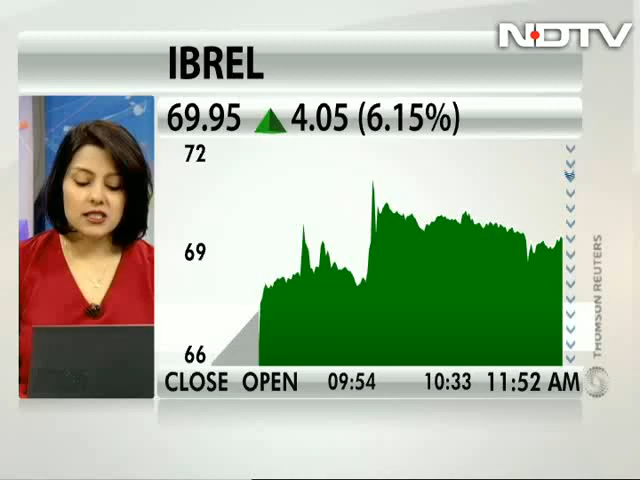 NDTV
IBREL
69.95 4.05 (6.15%)
72
69
66
CLOSE OPEN 09:54 10:33 11:52 AM
THOMSON REUTERS